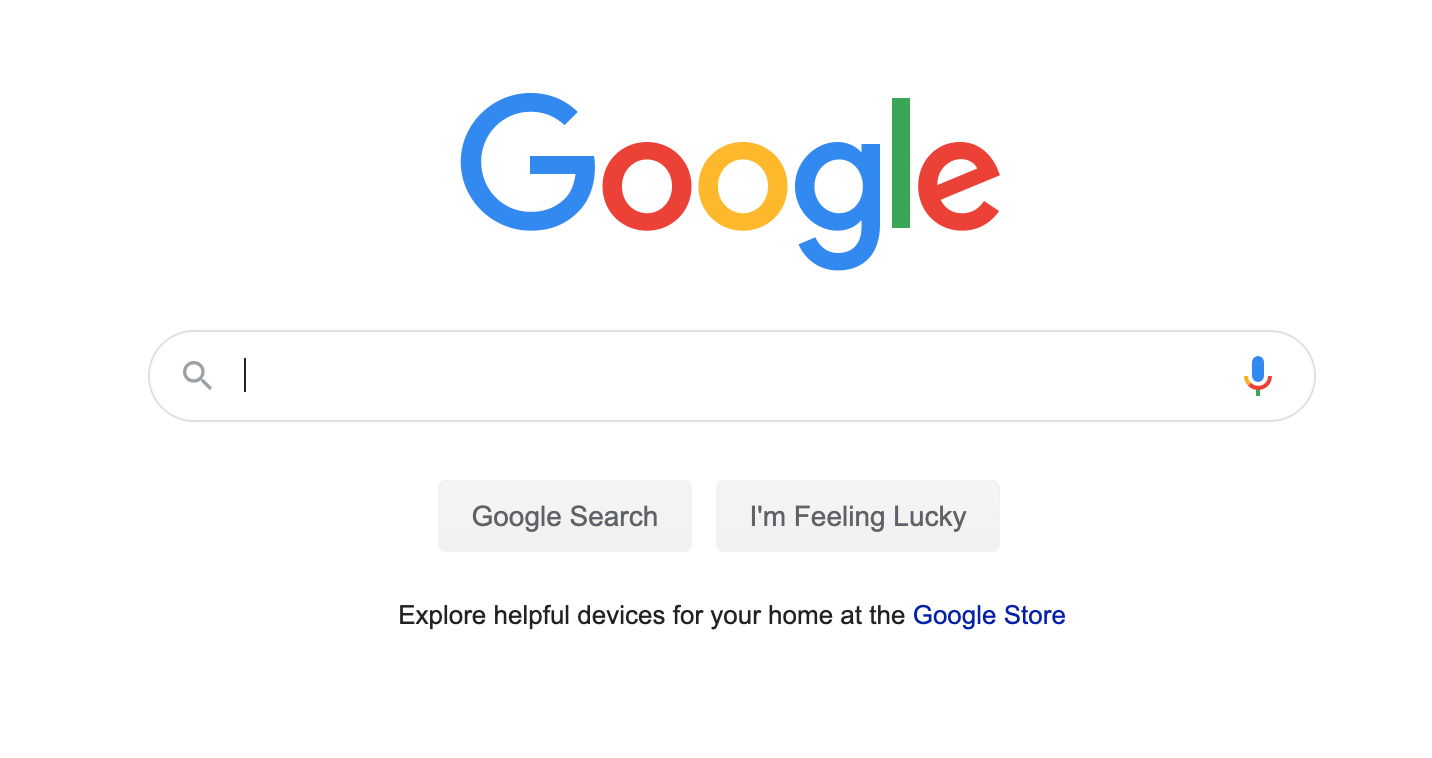 Google
Google Search
I'm Feeling Lucky
Explore helpful devices for your home at the Google Store